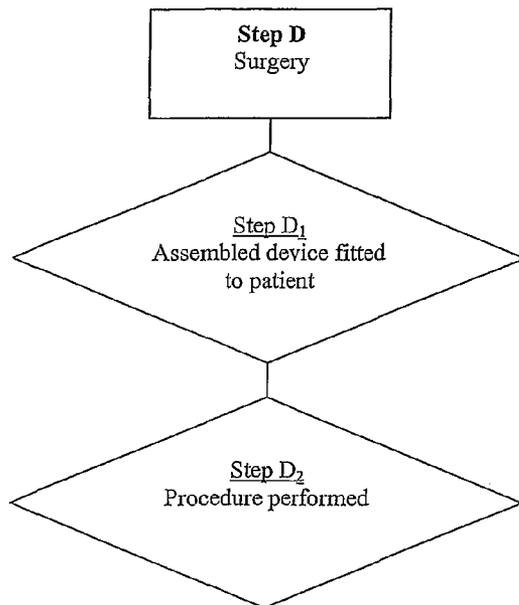 Step D
Surgery
Step D₁
Assembled device fitted
to patient
Step D₂
Procedure performed